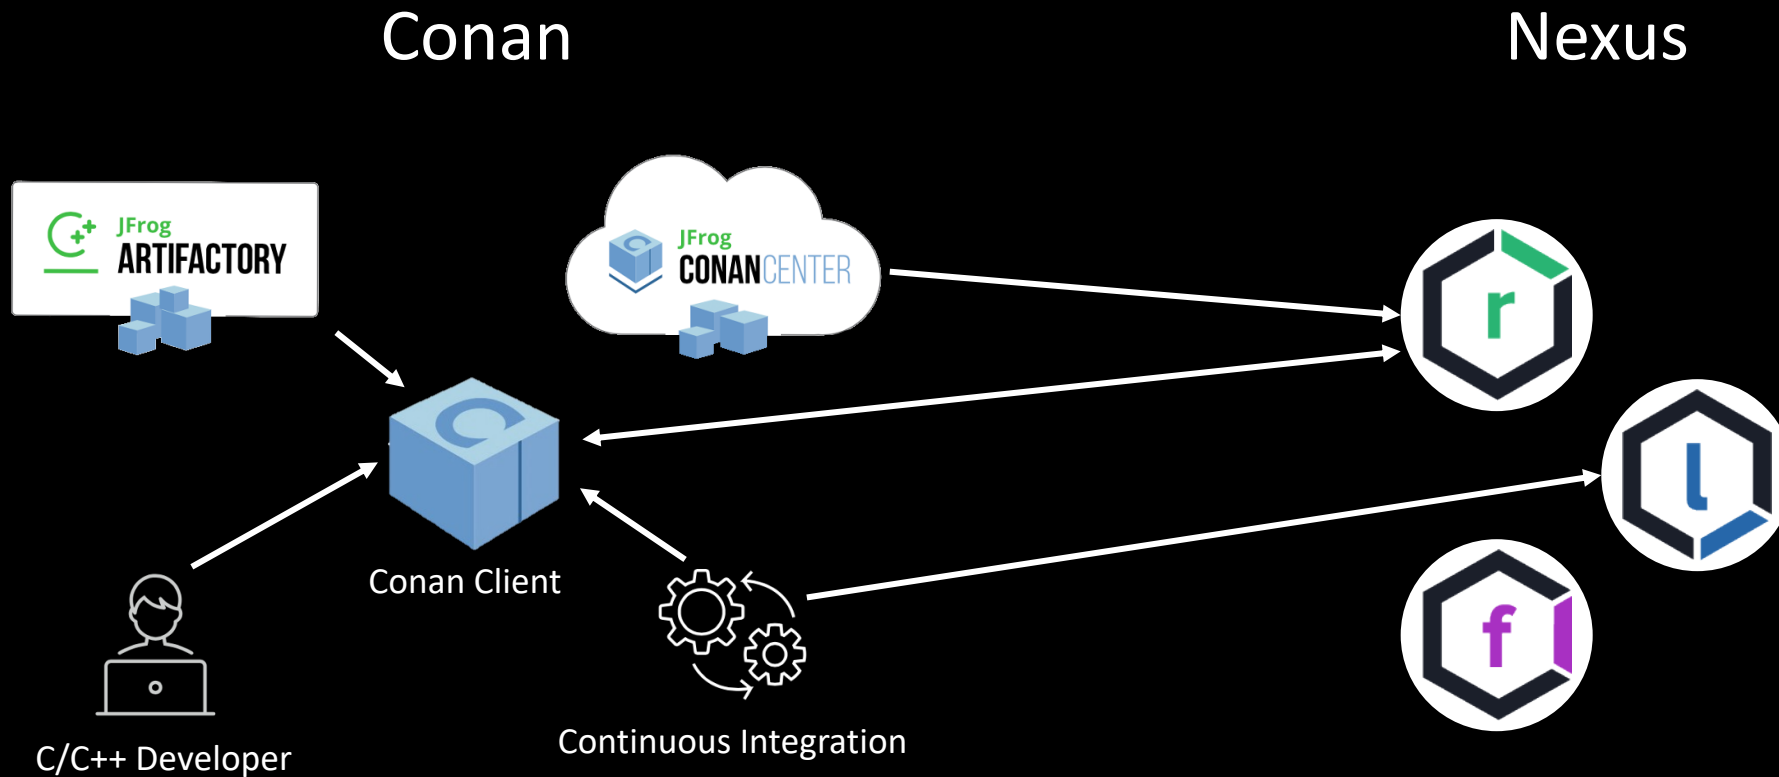 Conan
Nexus
JFrog
ARTIFACTORY
JFrog
CONANCENTER
r
l
f
Conan Client
Continuous Integration
C/C++ Developer